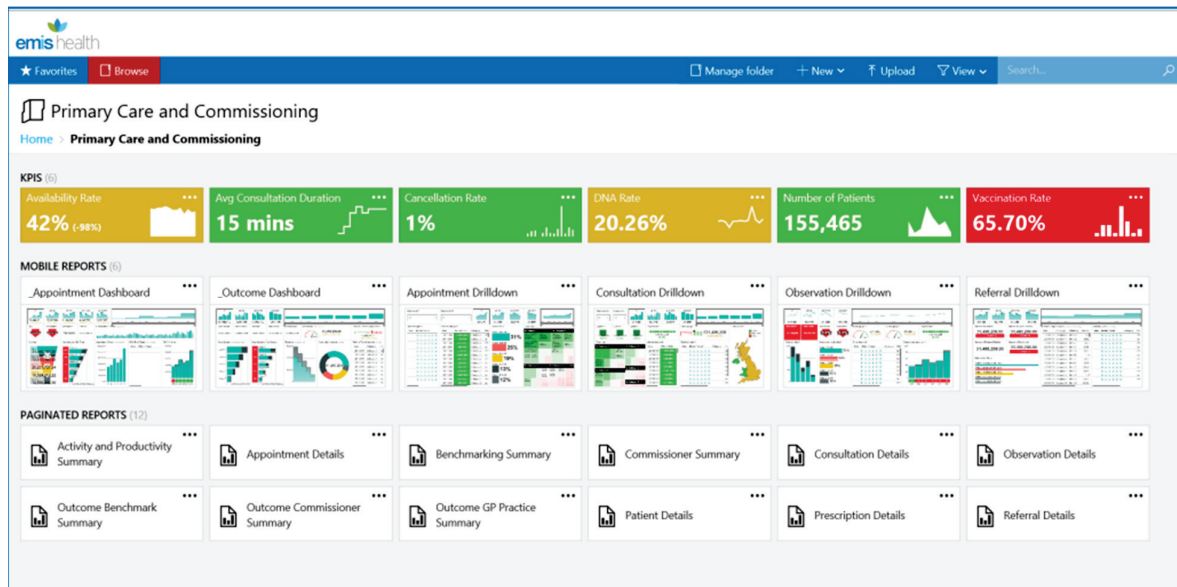 emis health
Favorites
Browse
Manage folder
New
Upload
View
Search...
Primary Care and Commissioning
Home > Primary Care and Commissioning
KPIS (6)
Availability Rate
42% (-98%)
Avg Consultation Duration
15 mins
Cancellation Rate
1%
DNA Rate
20.26%
Number of Patients
155,465
Vaccination Rate
65.70%
MOBILE REPORTS (6)
_Appointment Dashboard
_Outcome Dashboard
Appointment Drilldown
Consultation Drilldown
Observation Drilldown
Referral Drilldown
PAGINATED REPORTS (12)
Activity and Productivity
Summary
Appointment Details
Benchmarking Summary
Commissioner Summary
Consultation Details
Observation Details
Outcome Benchmark
Summary
Outcome Commissioner
Summary
Outcome GP Practice
Summary
Patient Details
Prescription Details
Referral Details